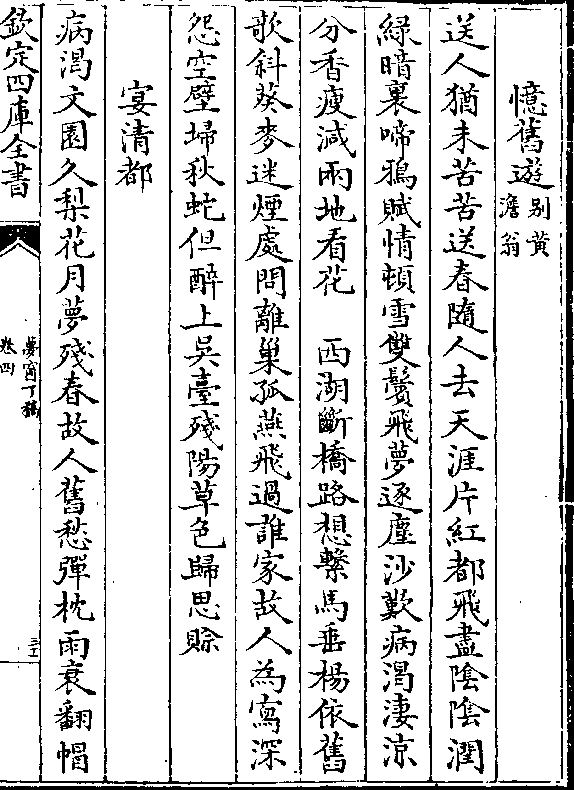 憶舊遊別黃澹翁
送人猶未苦苦送春隨人去天涯片紅都飛盡陰陰潤
綠暗裏啼鴉賦情頓雪雙鬢飛夢逐塵沙歎病渴淒涼
分香瘦減兩地看花　西湖斷橋路想繫馬垂楊依舊
欹斜葵麥迷煙處問離巢孤燕飛過誰家故人為寫深
怨空壁埽秋虵但醉上吳臺殘陽草色歸思賒
宴清都
病渴文園久梨花月夢殘春故人舊愁彈枕雨衰翻帽
欽定四庫全書
夢窗丁稿
卷四
三十